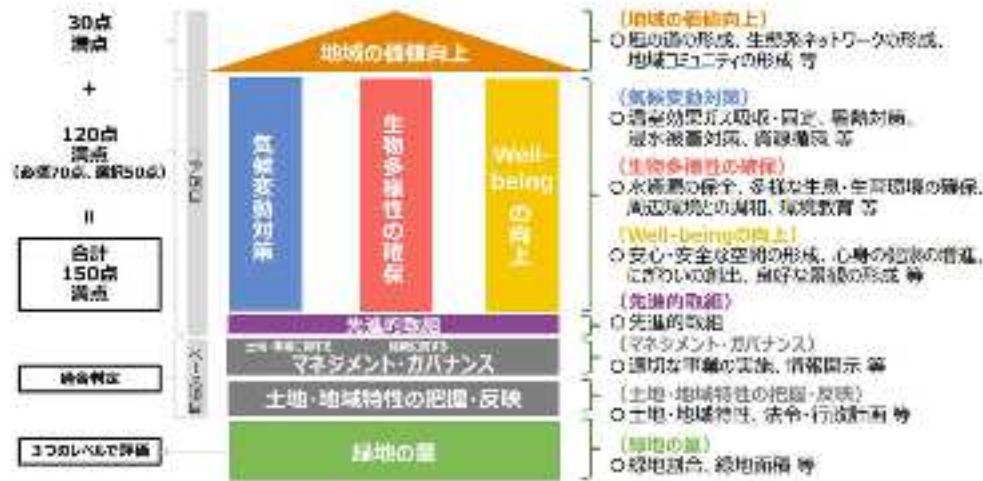 30点
満点
+
120点
満点
(必須70点、選択50点)
=
合計
150点
満点
適合判定
3つのレベルで評価
地域の価値向上
気候変動対策
生物多様性の確保
Well-
being
の向上
先進的取組
マネジメント・ガバナンス
土地・地域特性の把握・反映
緑地の量
(地域の価値向上)
○風の道の形成、生態系ネットワークの形成、
地域コミュニティの形成 等
(気候変動対策)
○温室効果ガス吸収・固定、暑熱対策、
浸水被害対策、資源循環 等
(生物多様性の確保)
○水循環の保全、多様な生息・生育環境の確保、
周辺環境との調和、環境教育 等
(Well-beingの向上)
○安心・安全な空間の形成、心身の健康の増進、
にぎわいの創出、良好な景観の形成 等
(先進的取組)
○先進的取組
(マネジメント・ガバナンス)
○適切な事業の実施、情報開示 等
(土地・地域特性の把握・反映)
○土地・地域特性、法令・行政計画 等
(緑地の量)
○緑地割合、緑地面積 等